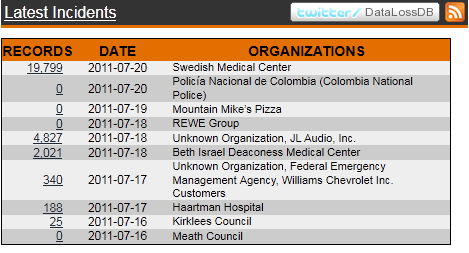 Latest Incidents twitter/ DataLossDB
RECORDS DATE ORGANIZATIONS
19,799 2011-07-20 Swedish Medical Center
0 2011-07-20 Policía Nacional de Colombia (Colombia National
Police)
0 2011-07-19 Mountain Mike's Pizza
0 2011-07-18 REWE Group
4,827 2011-07-18 Unknown Organization, JL Audio, Inc.
2,021 2011-07-18 Beth Israel Deaconess Medical Center
Unknown Organization, Federal Emergency
340 2011-07-17 Management Agency, Williams Chevrolet Inc.
Customers
188 2011-07-17 Haartman Hospital
25 2011-07-16 Kirklees Council
0 2011-07-16 Meath Council